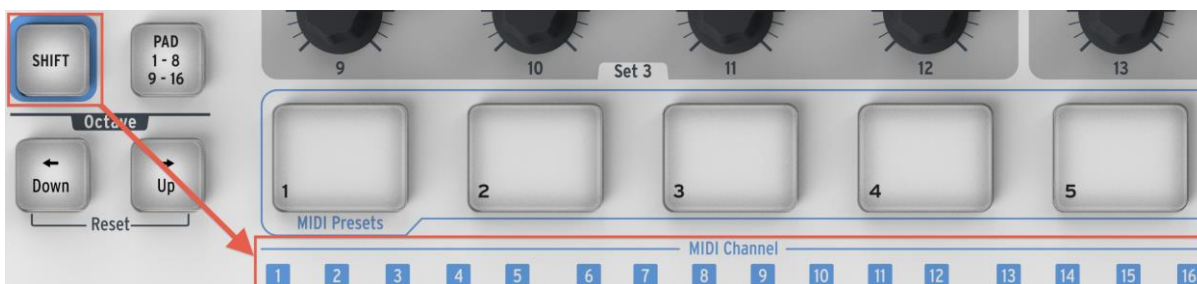 SHIFT
PAD
1 - 8
9 - 16
Octave
← Down
→ Up
Reset
9
10
Set 3
11
12
13
1
2
3
4
5
MIDI Presets
MIDI Channel
1 2 3 4 5 6 7 8 9 10 11 12 13 14 15 16